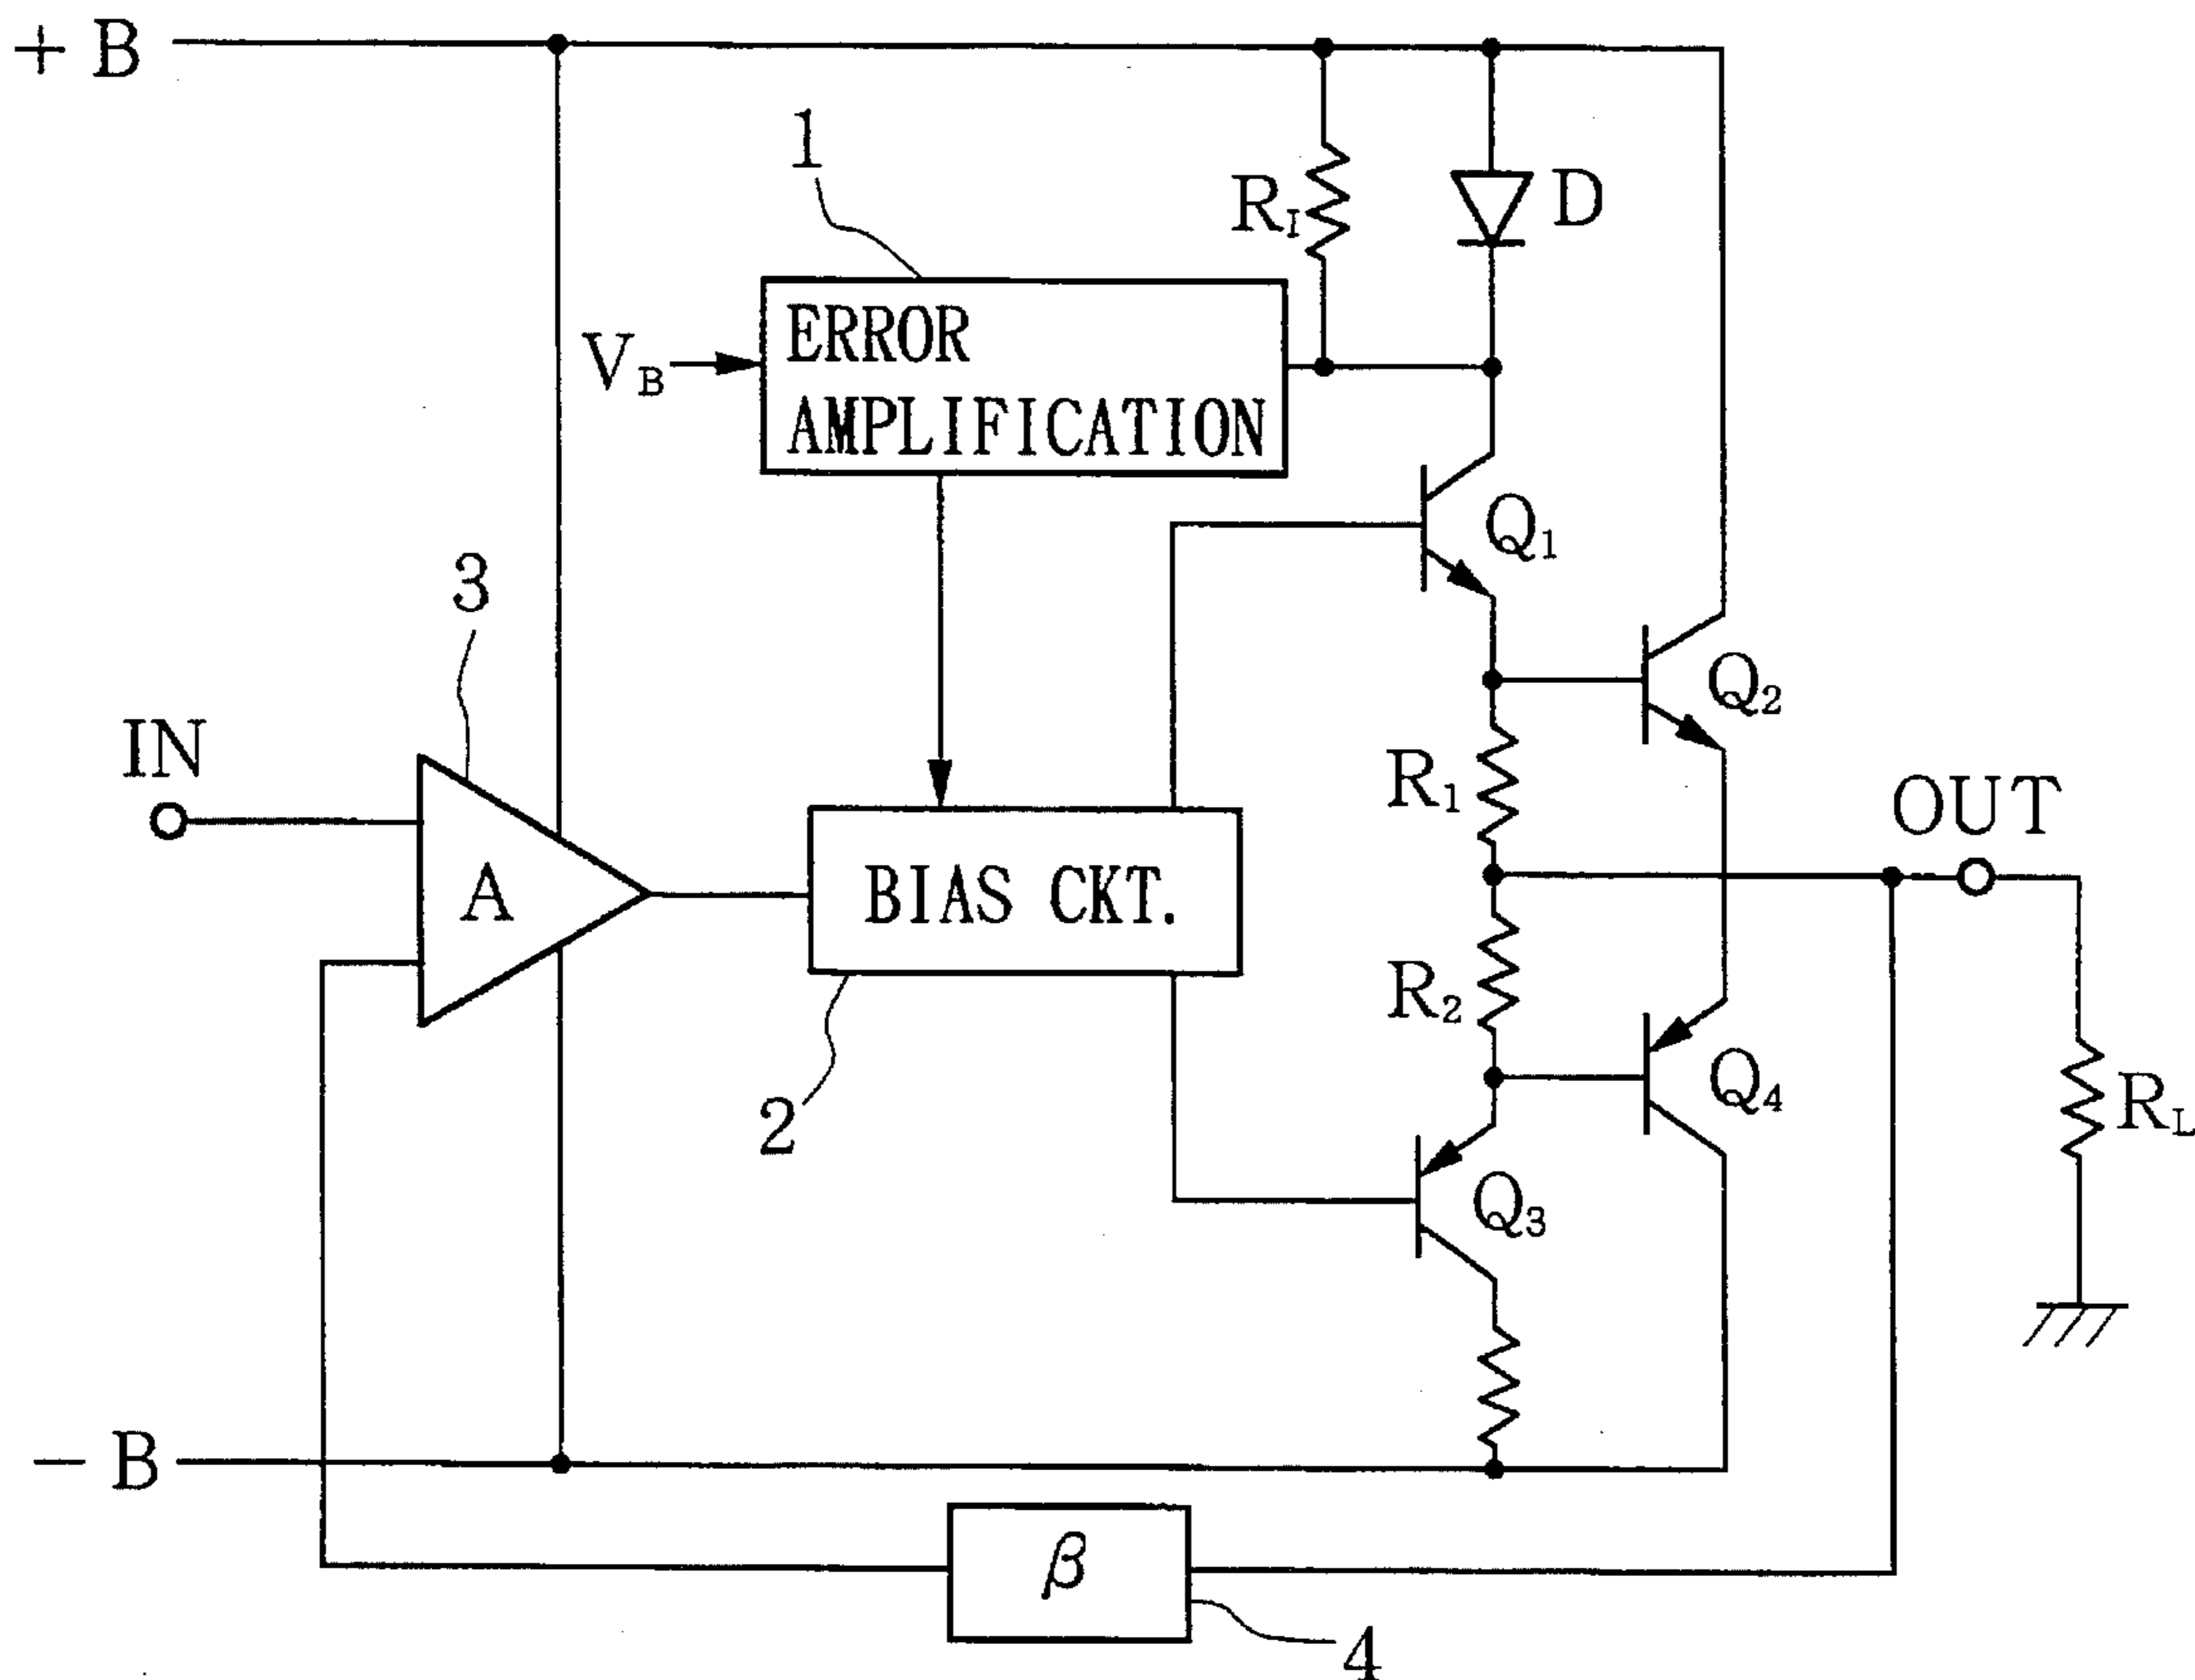 + B
1
R_I
D
ERROR
AMPLIFICATION
V_B
Q_1
3
Q_2
IN
R_1
OUT
A
BIAS CKT.
R_2
Q_4
R_L
2
Q_3
− B
β
4